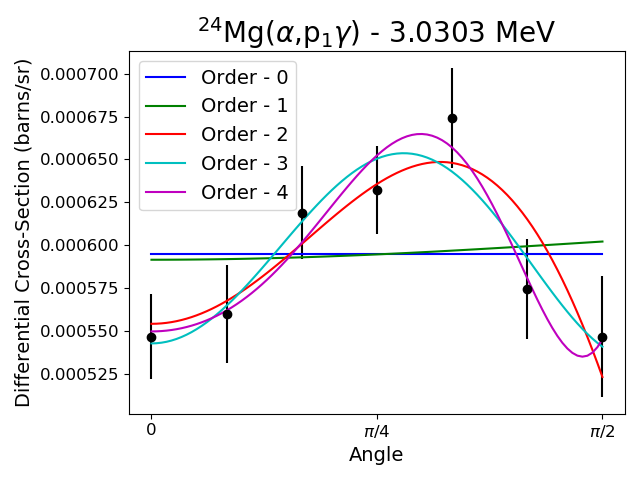 ²⁴Mg(α,p₁γ) - 3.0303 MeV
Differential Cross-Section (barns/sr)
0.000700
0.000675
0.000650
0.000625
0.000600
0.000575
0.000550
0.000525
Order - 0
Order - 1
Order - 2
Order - 3
Order - 4
0
π/4
π/2
Angle